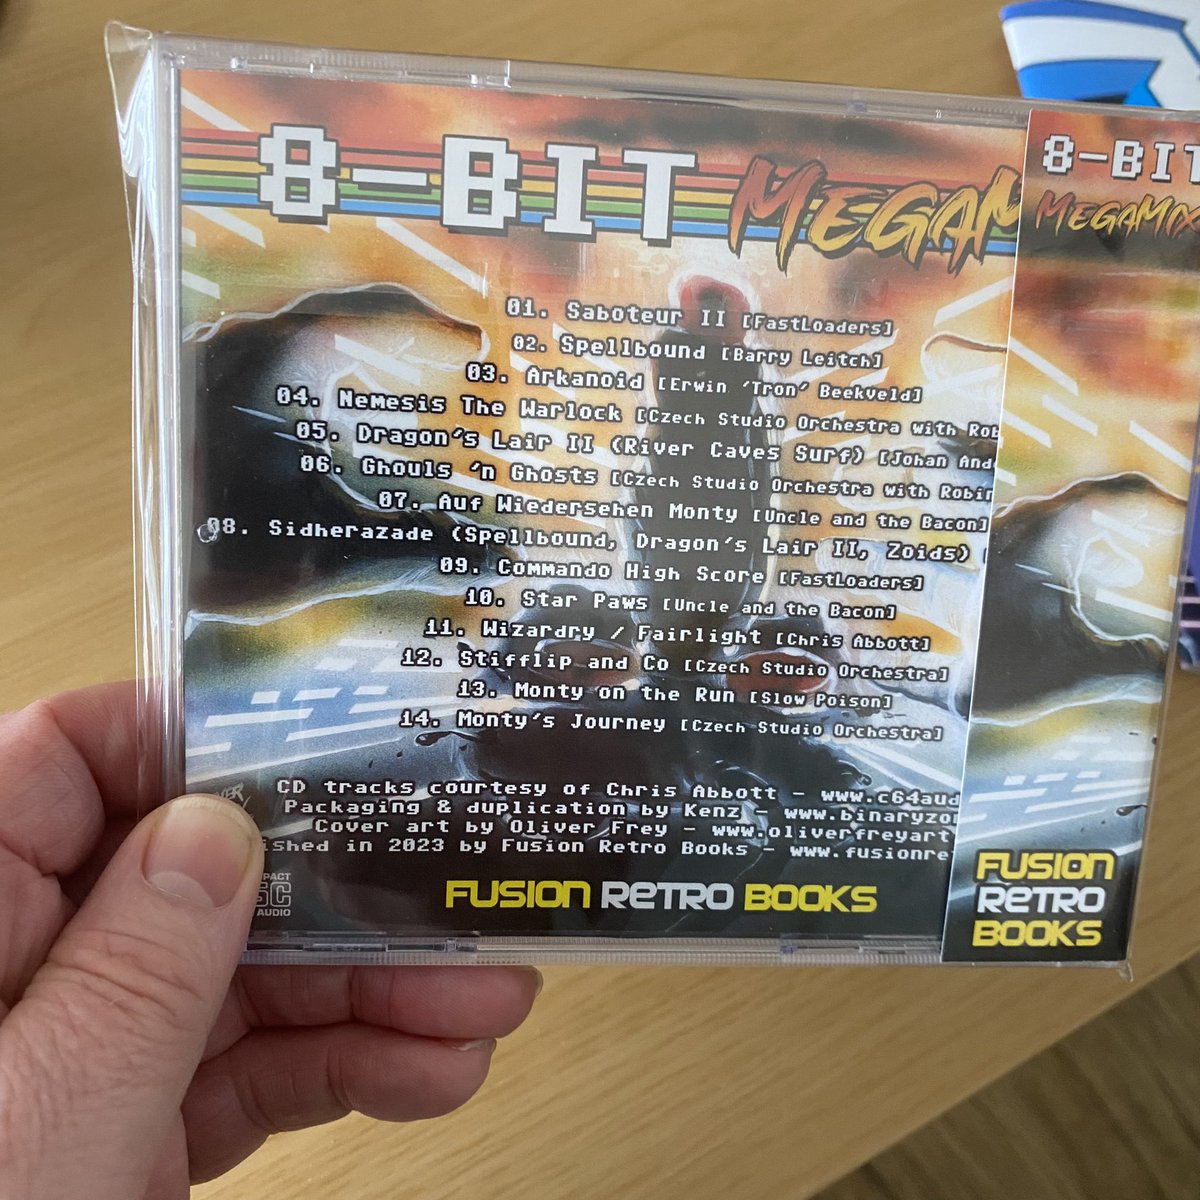 8-BIT MEGAM
8-BIT
MEGAMIX
01. Saboteur II [FastLoaders]
02. Spellbound [Barry Leitch]
03. Arkanoid [Erwin 'Tron' Beekveld]
04. Nemesis The Warlock [Czech Studio Orchestra with Rob
05. Dragon's Lair II (River Caves Surf) [Johan And
06. Ghouls 'n Ghosts [Czech Studio Orchestra with Robin
07. Auf Wiedersehen Monty [Uncle and the Bacon]
08. Sidherazade (Spellbound, Dragon's Lair II, Zoids) [
09. Commando High Score [FastLoaders]
10. Star Paws [Uncle and the Bacon]
11. Wizardry / Fairlight [Chris Abbott]
12. Stifflip and Co [Czech Studio Orchestra]
13. Monty on the Run [Slow Poison]
14. Monty's Journey [Czech Studio Orchestra]
CD tracks courtesy of Chris Abbott - www.c64aud
Packaging & duplication by Kenz - www.binaryzo
Cover art by Oliver Frey - www.oliverfreyart
ished in 2023 by Fusion Retro Books - www.fusionre
AUDIO
FUSION RETRO BOOKS
FUSION
RETRO
BOOKS